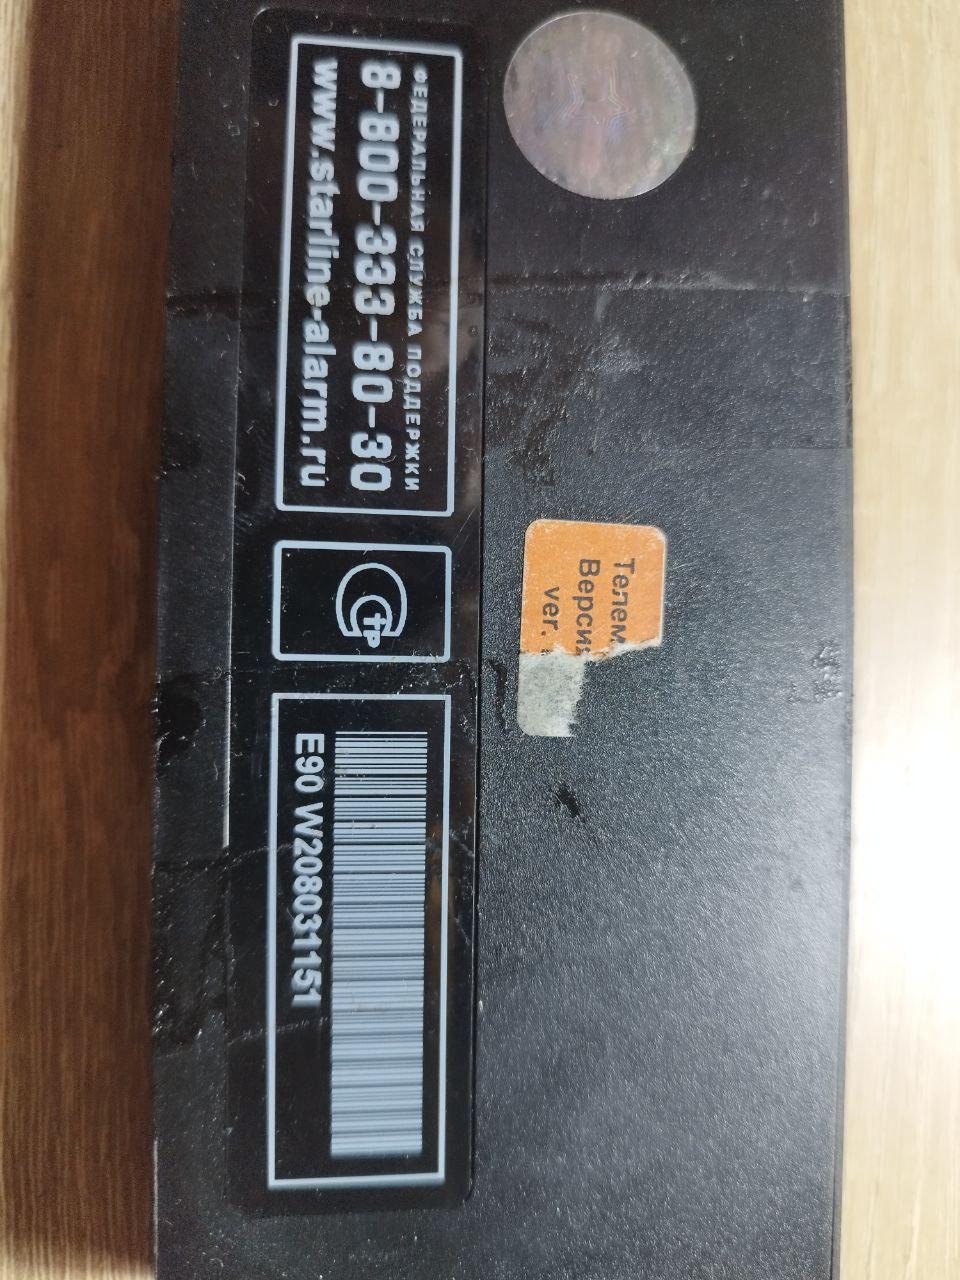 ФЕДЕРАЛЬНАЯ СЛУЖБА ПОДДЕРЖКИ
8-800-333-80-30
www.starline-alarm.ru
E90 W208031151
Телем
Версия
ver.